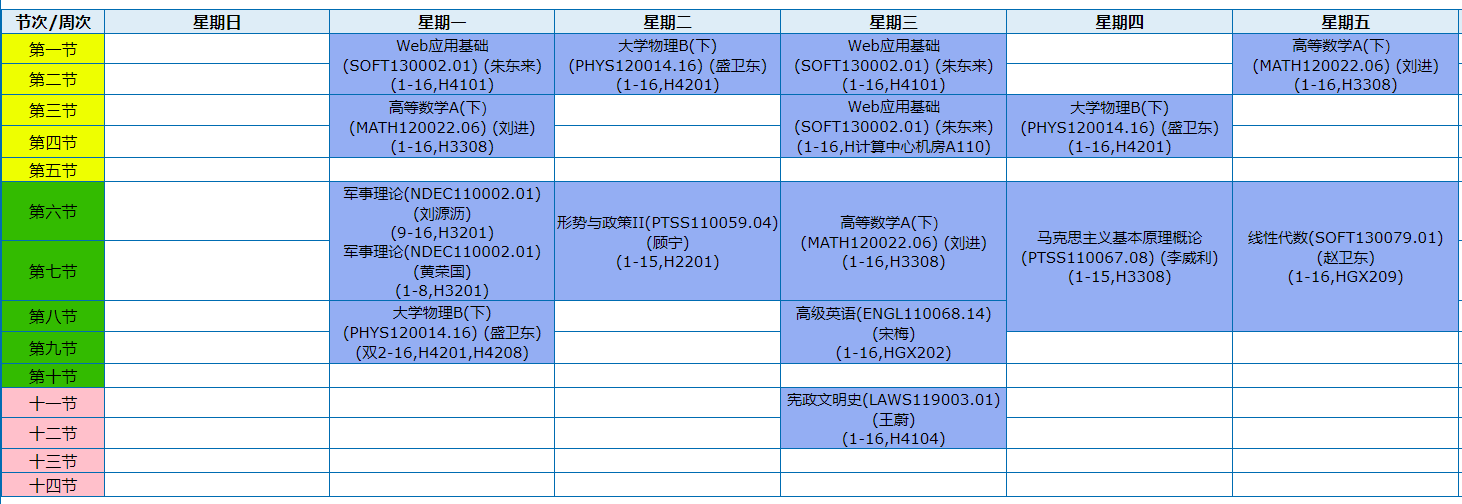 节次/周次 星期日 星期一 星期二 星期三 星期四 星期五
第一节
Web应用基础
(SOFT130002.01) (朱东来)
(1-16,H4101)
大学物理B(下)
(PHYS120014.16) (盛卫东)
(1-16,H4201)
Web应用基础
(SOFT130002.01) (朱东来)
(1-16,H4101)
高等数学A(下)
(MATH120022.06) (刘进)
(1-16,H3308)
第二节
第三节
高等数学A(下)
(MATH120022.06) (刘进)
(1-16,H3308)
Web应用基础
(SOFT130002.01) (朱东来)
(1-16,H计算中心机房A110)
大学物理B(下)
(PHYS120014.16) (盛卫东)
(1-16,H4201)
第四节
第五节
第六节
军事理论(NDEC110002.01)
(刘源沥)
(9-16,H3201)
军事理论(NDEC110002.01)
(黄荣国)
(1-8,H3201)
形势与政策II(PTSS110059.04)
(顾宁)
(1-15,H2201)
高等数学A(下)
(MATH120022.06) (刘进)
(1-16,H3308)
马克思主义基本原理概论
(PTSS110067.08) (李威利)
(1-15,H3308)
线性代数(SOFT130079.01)
(赵卫东)
(1-16,HGX209)
第七节
第八节
大学物理B(下)
(PHYS120014.16) (盛卫东)
(双2-16,H4201,H4208)
高级英语(ENGL110068.14)
(宋梅)
(1-16,HGX202)
第九节
第十节
十一节
宪政文明史(LAWS119003.01)
(王蔚)
(1-16,H4104)
十二节
十三节
十四节